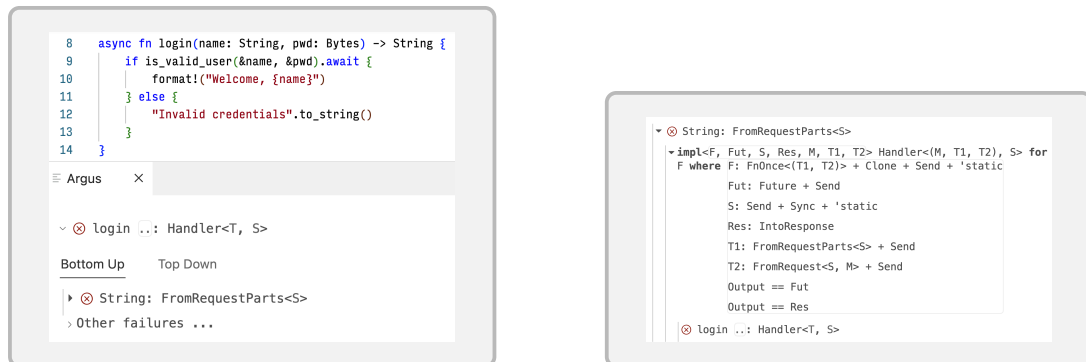 8 async fn login(name: String, pwd: Bytes) -> String {
9 if is_valid_user(&name, &pwd).await {
10 format!("Welcome, {name}")
11 } else {
12 "Invalid credentials".to_string()
13 }
14 }
Argus ×
login ..: Handler<T, S>
Bottom Up Top Down
String: FromRequestParts<S>
Other failures ...
String: FromRequestParts<S>
impl<F, Fut, S, Res, M, T1, T2> Handler<(M, T1, T2), S> for
F where F: FnOnce<(T1, T2)> + Clone + Send + 'static
Fut: Future + Send
S: Send + Sync + 'static
Res: IntoResponse
T1: FromRequestParts<S> + Send
T2: FromRequest<S, M> + Send
Output == Fut
Output == Res
login ..: Handler<T, S>